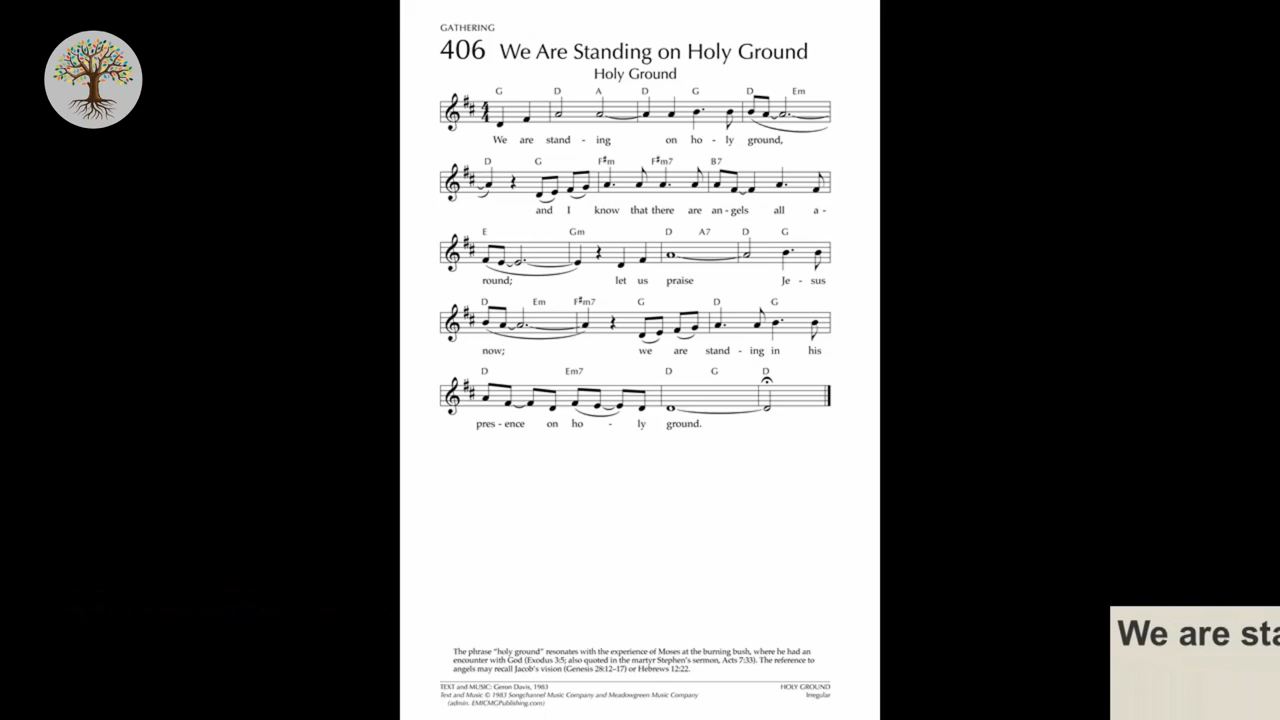 GATHERING
406 We Are Standing on Holy Ground
Holy Ground
G D A D G D Em
We are stand - ing on ho - ly ground,
D G F#m F#m7 B7
and I know that there are an - gels all a -
E Gm D A7 D G
round; let us praise Je - sus
D Em F#m7 G D G
now; we are stand - ing in his
D Em7 D G D
pres - ence on ho - ly ground.
We are sta
The phrase "holy ground" resonates with the experience of Moses at the burning bush, where he had an
encounter with God (Exodus 3:5; also quoted in the martyr Stephen's sermon, Acts 7:33). The reference to
angels may recall Jacob's vision (Genesis 28:12–17) or Hebrews 12:22.
TEXT and MUSIC: Geron Davis, 1983 HOLY GROUND
Text and Music © 1983 Songchannel Music Company and Meadowgreen Music Company Irregular
(admin. EMICMGPublishing.com)